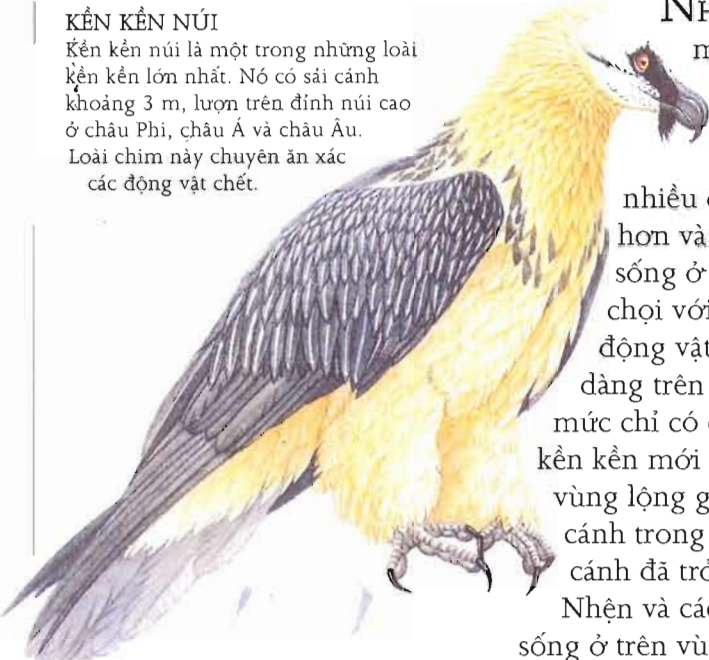 KỀN KỀN NÚI
Kền kền núi là một trong những loài
kền kền lớn nhất. Nó có sải cánh
khoảng 3 m, lượn trên đỉnh núi cao
ở châu Phi, châu Á và châu Âu.
Loài chim này chuyên ăn xác
các động vật chết.
nhiều
hơn và
sống ở
chọi với
động vật
dàng trên
mức chỉ có
kền kền mới
vùng lộng
cánh trong
cánh đã
Nhện và
sống ở trên